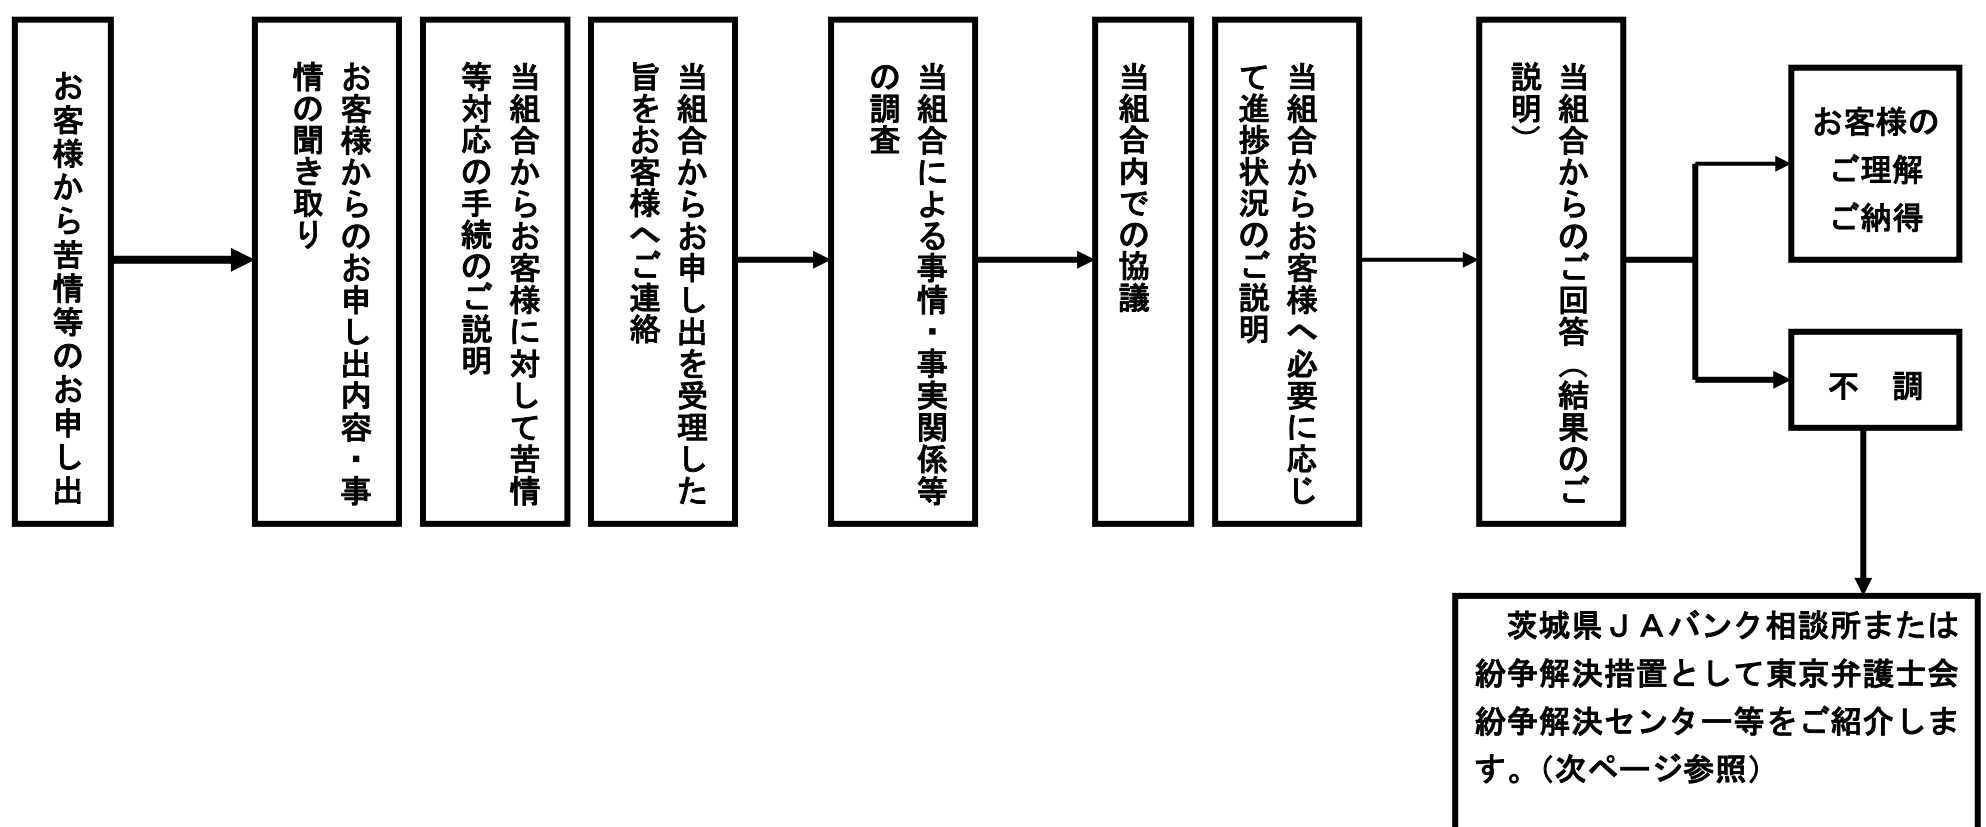 お客様から苦情等のお申し出
お客様からのお申し出内容・事
情の聞き取り
当組合からお客様に対して苦情
等対応の手続のご説明
当組合からお申し出を受理した
旨をお客様へご連絡
当組合による事情・事実関係等
の調査
当組合内での協議
当組合からお客様へ必要に応じ
て進捗状況のご説明
当組合からのご回答（結果のご
説明）
お客様の
ご理解
ご納得
不　調
茨城県ＪＡバンク相談所または
紛争解決措置として東京弁護士会
紛争解決センター等をご紹介しま
す。（次ページ参照）